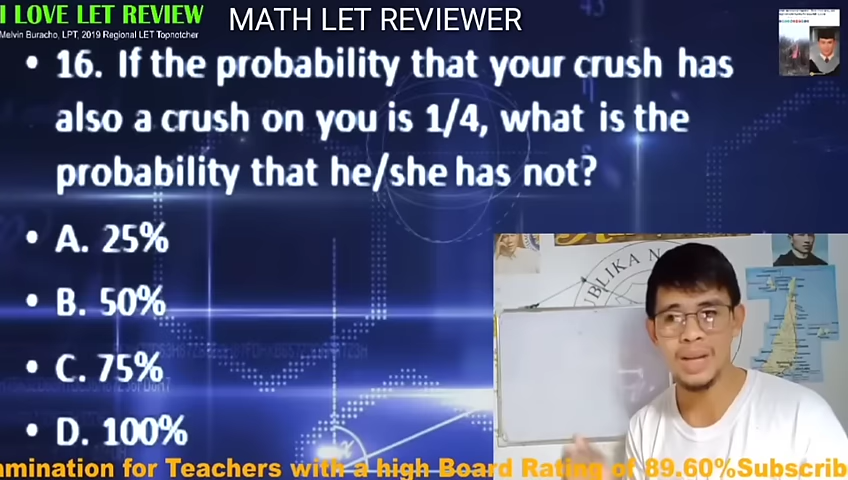 I LOVE LET REVIEW
Melvin Buracho, LPT, 2019 Regional LET Topnotcher
MATH LET REVIEWER
• 16. If the probability that your crush has
also a crush on you is 1/4, what is the
probability that he/she has not?
• A. 25%
• B. 50%
• C. 75%
• D. 100%
BLIKA N
amination for Teachers with a high Board Rating of 89.60%Subscrib